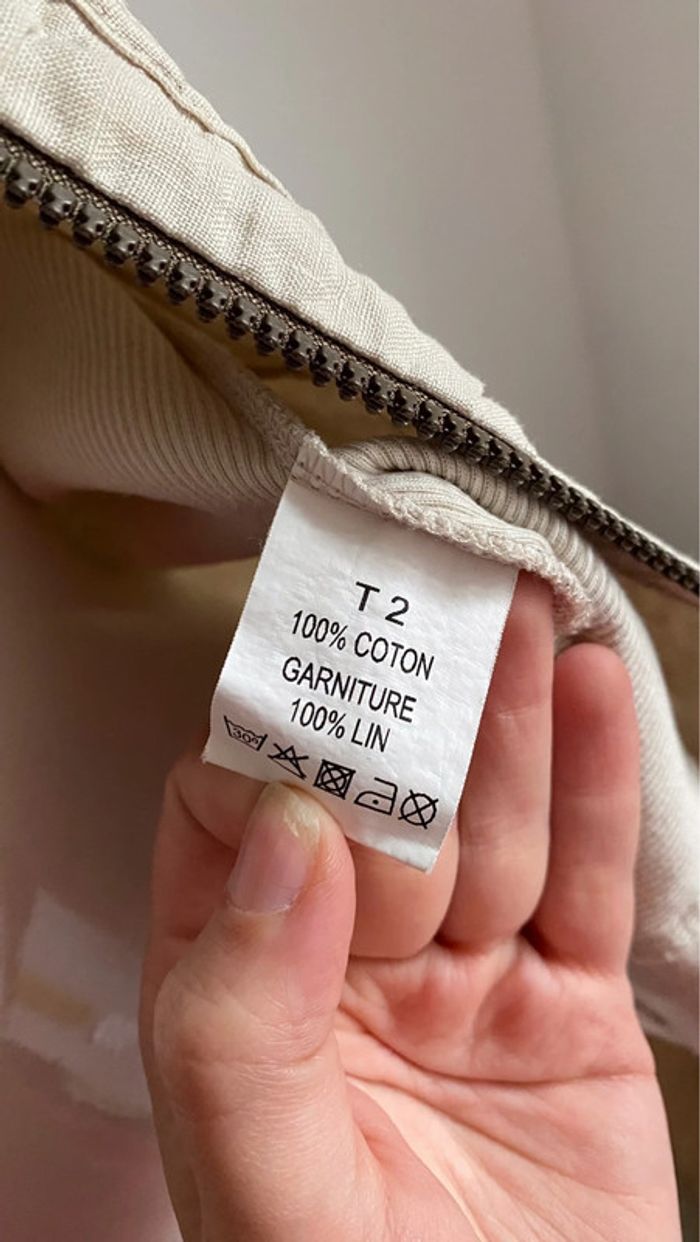 T 2
100% COTON
GARNITURE
100% LIN
30°